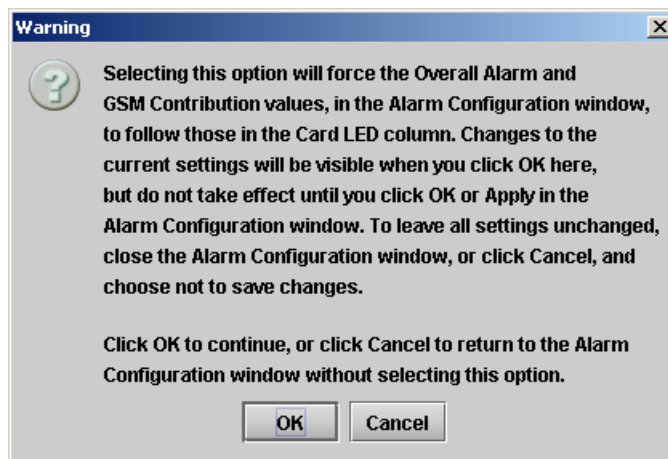 Warning
Selecting this option will force the Overall Alarm and
GSM Contribution values, in the Alarm Configuration window,
to follow those in the Card LED column. Changes to the
current settings will be visible when you click OK here,
but do not take effect until you click OK or Apply in the
Alarm Configuration window. To leave all settings unchanged,
close the Alarm Configuration window, or click Cancel, and
choose not to save changes.
Click OK to continue, or click Cancel to return to the Alarm
Configuration window without selecting this option.
OK Cancel